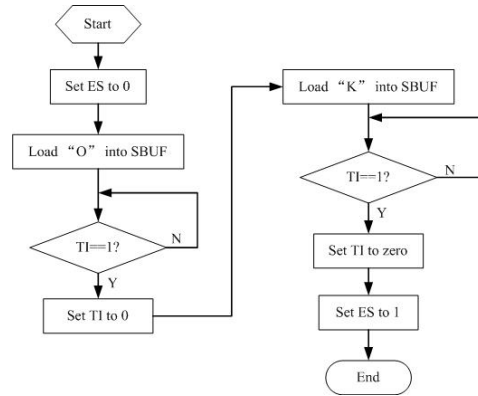 Start
Set ES to 0
Load “O” into SBUF
TI==1?
N
Y
Set TI to 0
Load “K” into SBUF
TI==1?
N
Y
Set TI to zero
Set ES to 1
End